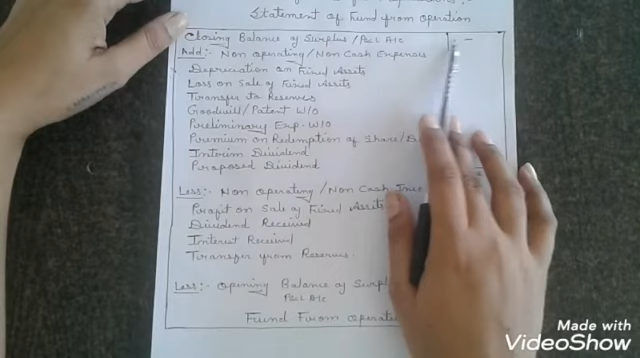 Statement of Fund from operation
Closing Balance of Surplus / P&L A/c
Add:- Non operating / Non Cash Expenses
Depreciation on Fixed Assets
Loss on Sale of Fixed Assets
Transfer to Reserves
Goodwill / Patent W/O
Preliminary Exp. W/O
Premium on Redemption of Share /
Interim Dividend
Proposed Dividend
Less:- Non operating / Non Cash
Profit on Sale of Fixed Assets
Dividend Received
Interest Received
Transfer from Reserves.
Less:- Opening Balance of
P&L A/c
Fund From
Made with
VideoShow